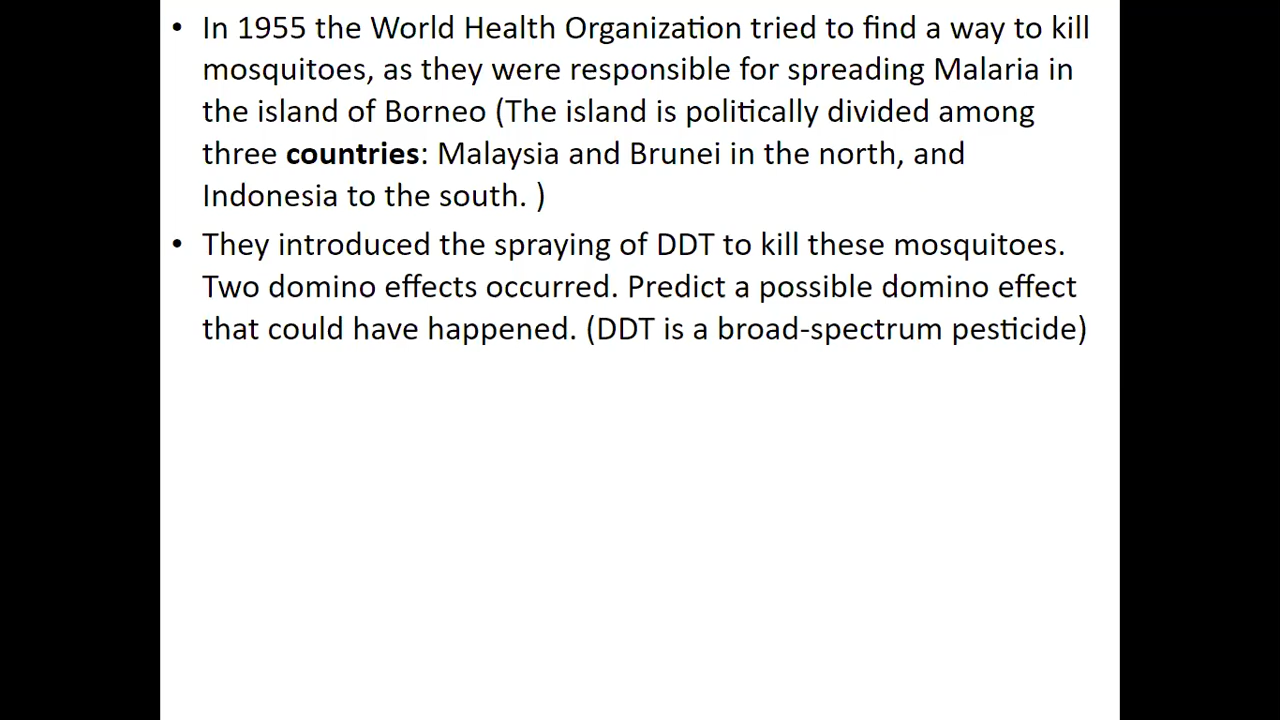 • In 1955 the World Health Organization tried to find a way to kill
mosquitoes, as they were responsible for spreading Malaria in
the island of Borneo (The island is politically divided among
three countries: Malaysia and Brunei in the north, and
Indonesia to the south. )
• They introduced the spraying of DDT to kill these mosquitoes.
Two domino effects occurred. Predict a possible domino effect
that could have happened. (DDT is a broad-spectrum pesticide)